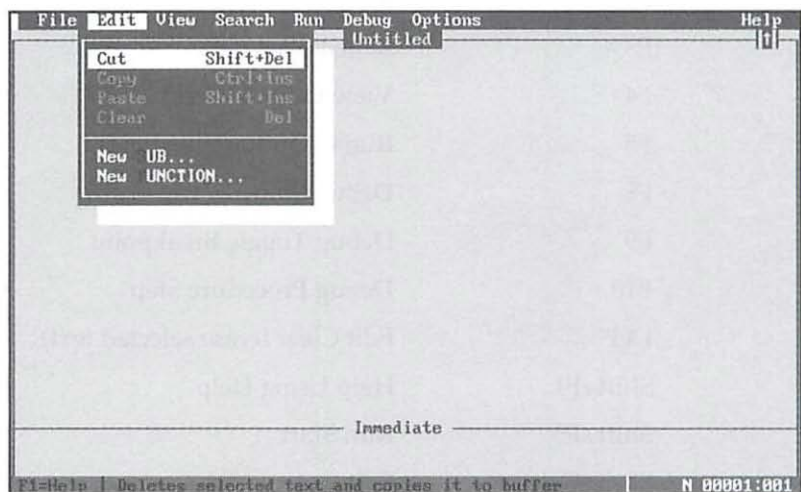 File Edit View Search Run Debug Options Help
Untitled
Cut Shift+Del
Copy Ctrl+Ins
Paste Shift+Ins
Clear Del
New UB...
New UNCTION...
Immediate
F1=Help | Deletes selected text and copies it to buffer N 00001:001